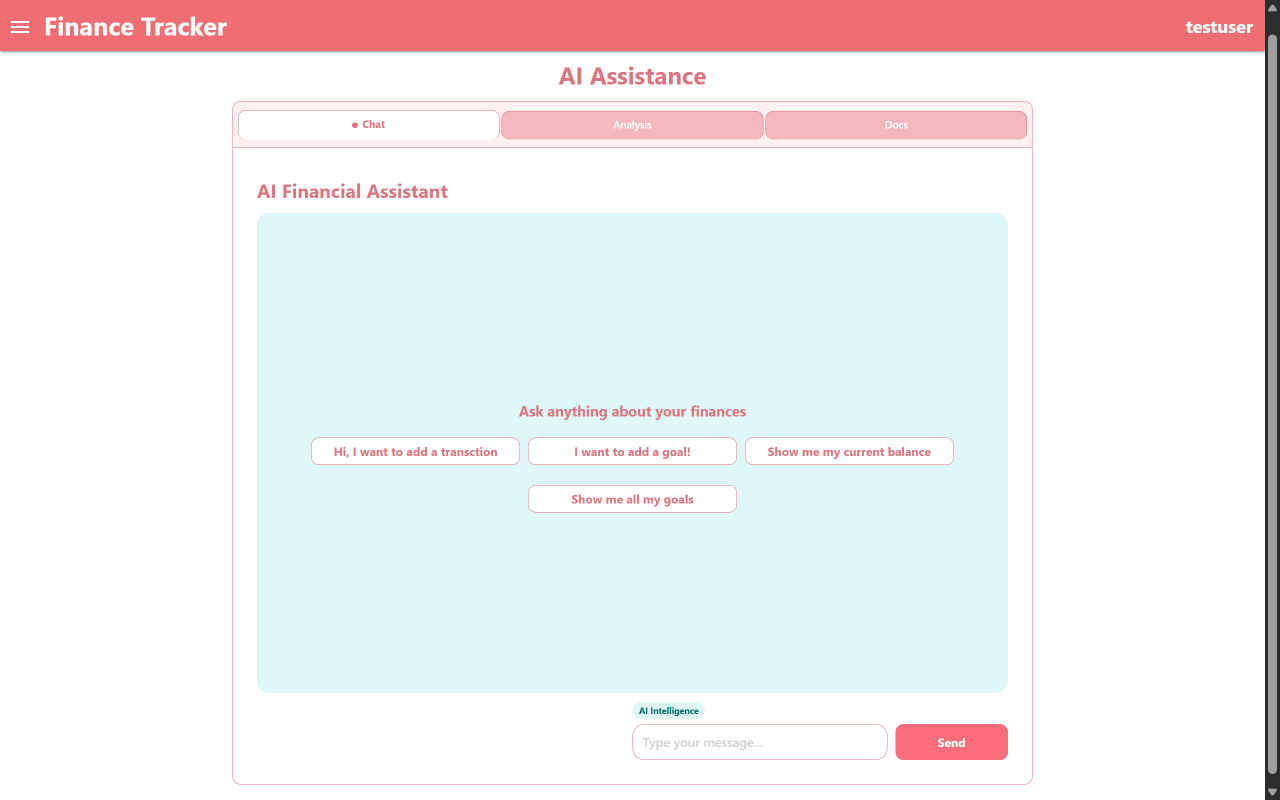 Finance Tracker
testuser
AI Assistance
Chat
Analysis
Docs
AI Financial Assistant
Ask anything about your finances
Hi, I want to add a transction
I want to add a goal!
Show me my current balance
Show me all my goals
AI Intelligence
Type your message...
Send